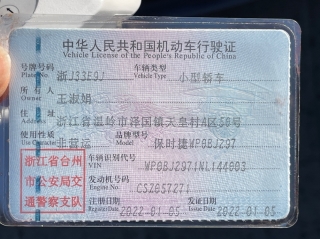 中华人民共和国机动车行驶证
Vehicle License of the People's Republic of China
号牌号码 浙J33E9J 车辆类型 小型轿车
Plate No. Vehicle Type
所有人 王淑娟
Owner
住址 浙江省温岭市泽国镇天皇村A区50号
Address
使用性质 非营运 品牌型号 保时捷WP0BJ297
Use Character Model
浙江省台州
市公安局交
通警察支队
车辆识别代号 WP0BJ2971NL144003
VIN
发动机号码 CSZ057271
Engine No.
注册日期 2022-01-05 发证日期 2022-01-05
Register Date Issue Date